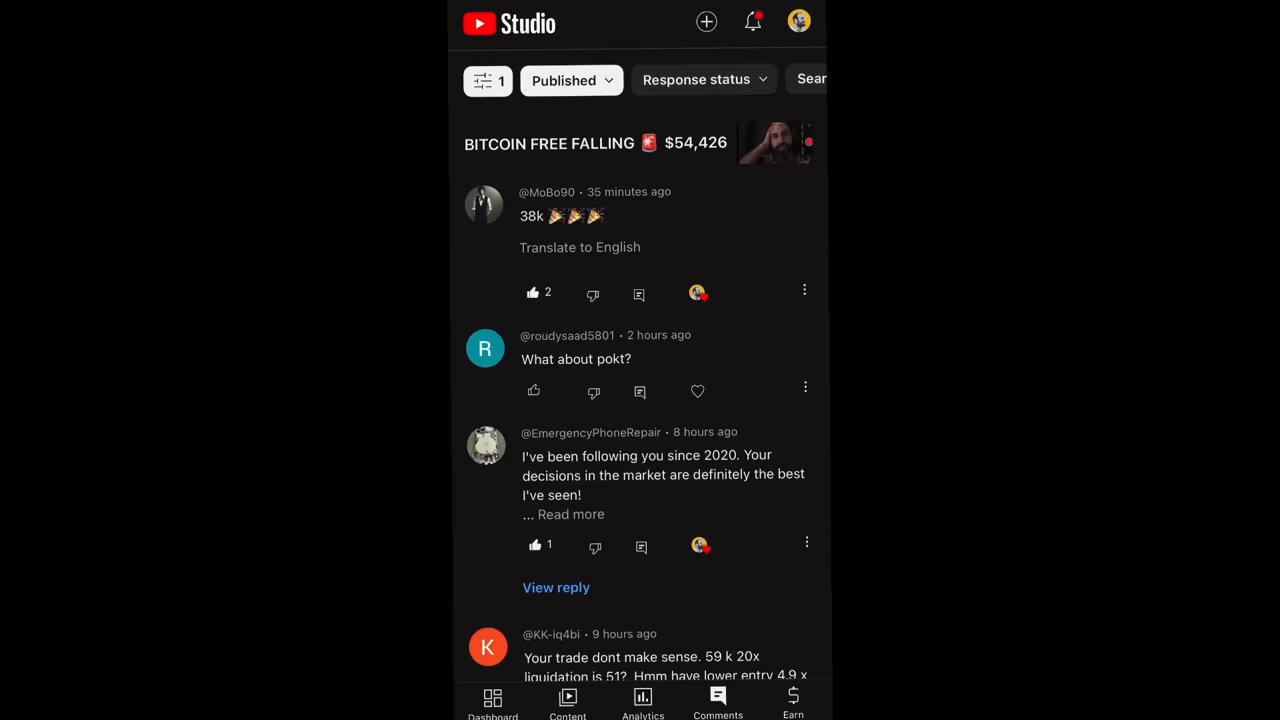 Studio
1 Published Response status Sear
BITCOIN FREE FALLING 🚨 $54,426
@MoBo90 • 35 minutes ago
38k 🎉🎉🎉
Translate to English
2
R
@roudysaad5801 • 2 hours ago
What about pokt?
@EmergencyPhoneRepair • 8 hours ago
I've been following you since 2020. Your
decisions in the market are definitely the best
I've seen!
... Read more
1
View reply
K
@KK-iq4bi • 9 hours ago
Your trade dont make sense. 59 k 20x
liquidation is 51? Hmm have lower entry 4.9 x
Dashboard Content Analytics Comments Earn